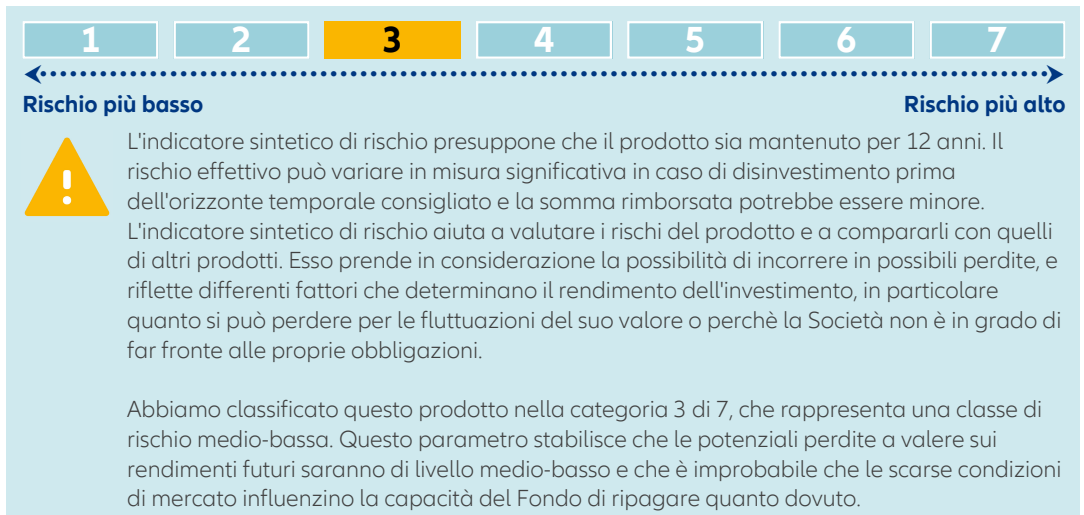 1 2 3 4 5 6 7
Rischio più basso Rischio più alto
L'indicatore sintetico di rischio presuppone che il prodotto sia mantenuto per 12 anni. Il
rischio effettivo può variare in misura significativa in caso di disinvestimento prima
dell'orizzonte temporale consigliato e la somma rimborsata potrebbe essere minore.
L'indicatore sintetico di rischio aiuta a valutare i rischi del prodotto e a compararli con quelli
di altri prodotti. Esso prende in considerazione la possibilità di incorrere in possibili perdite, e
riflette differenti fattori che determinano il rendimento dell'investimento, in particolare
quanto si può perdere per le fluttuazioni del suo valore o perchè la Società non è in grado di
far fronte alle proprie obbligazioni.
Abbiamo classificato questo prodotto nella categoria 3 di 7, che rappresenta una classe di
rischio medio-bassa. Questo parametro stabilisce che le potenziali perdite a valere sui
rendimenti futuri saranno di livello medio-basso e che è improbabile che le scarse condizioni
di mercato influenzino la capacità del Fondo di ripagare quanto dovuto.